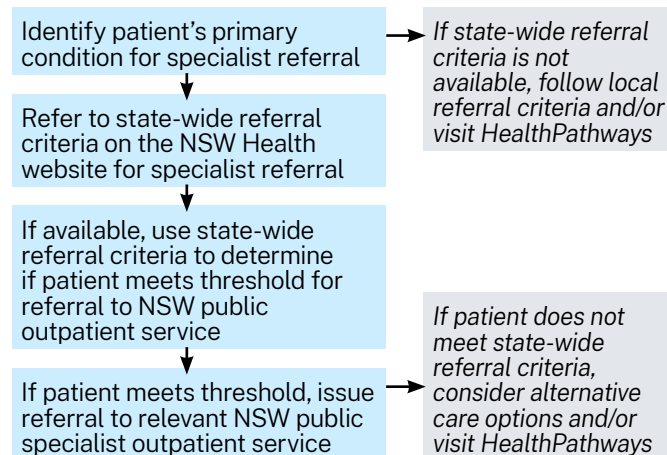 Identify patient's primary
condition for specialist referral
If state-wide referral
criteria is not
available, follow local
referral criteria and/or
visit HealthPathways
Refer to state-wide referral
criteria on the NSW Health
website for specialist referral
If available, use state-wide
referral criteria to determine
if patient meets threshold for
referral to NSW public
outpatient service
If patient meets threshold, issue
referral to relevant NSW public
specialist outpatient service
If patient does not
meet state-wide
referral criteria,
consider alternative
care options and/or
visit HealthPathways